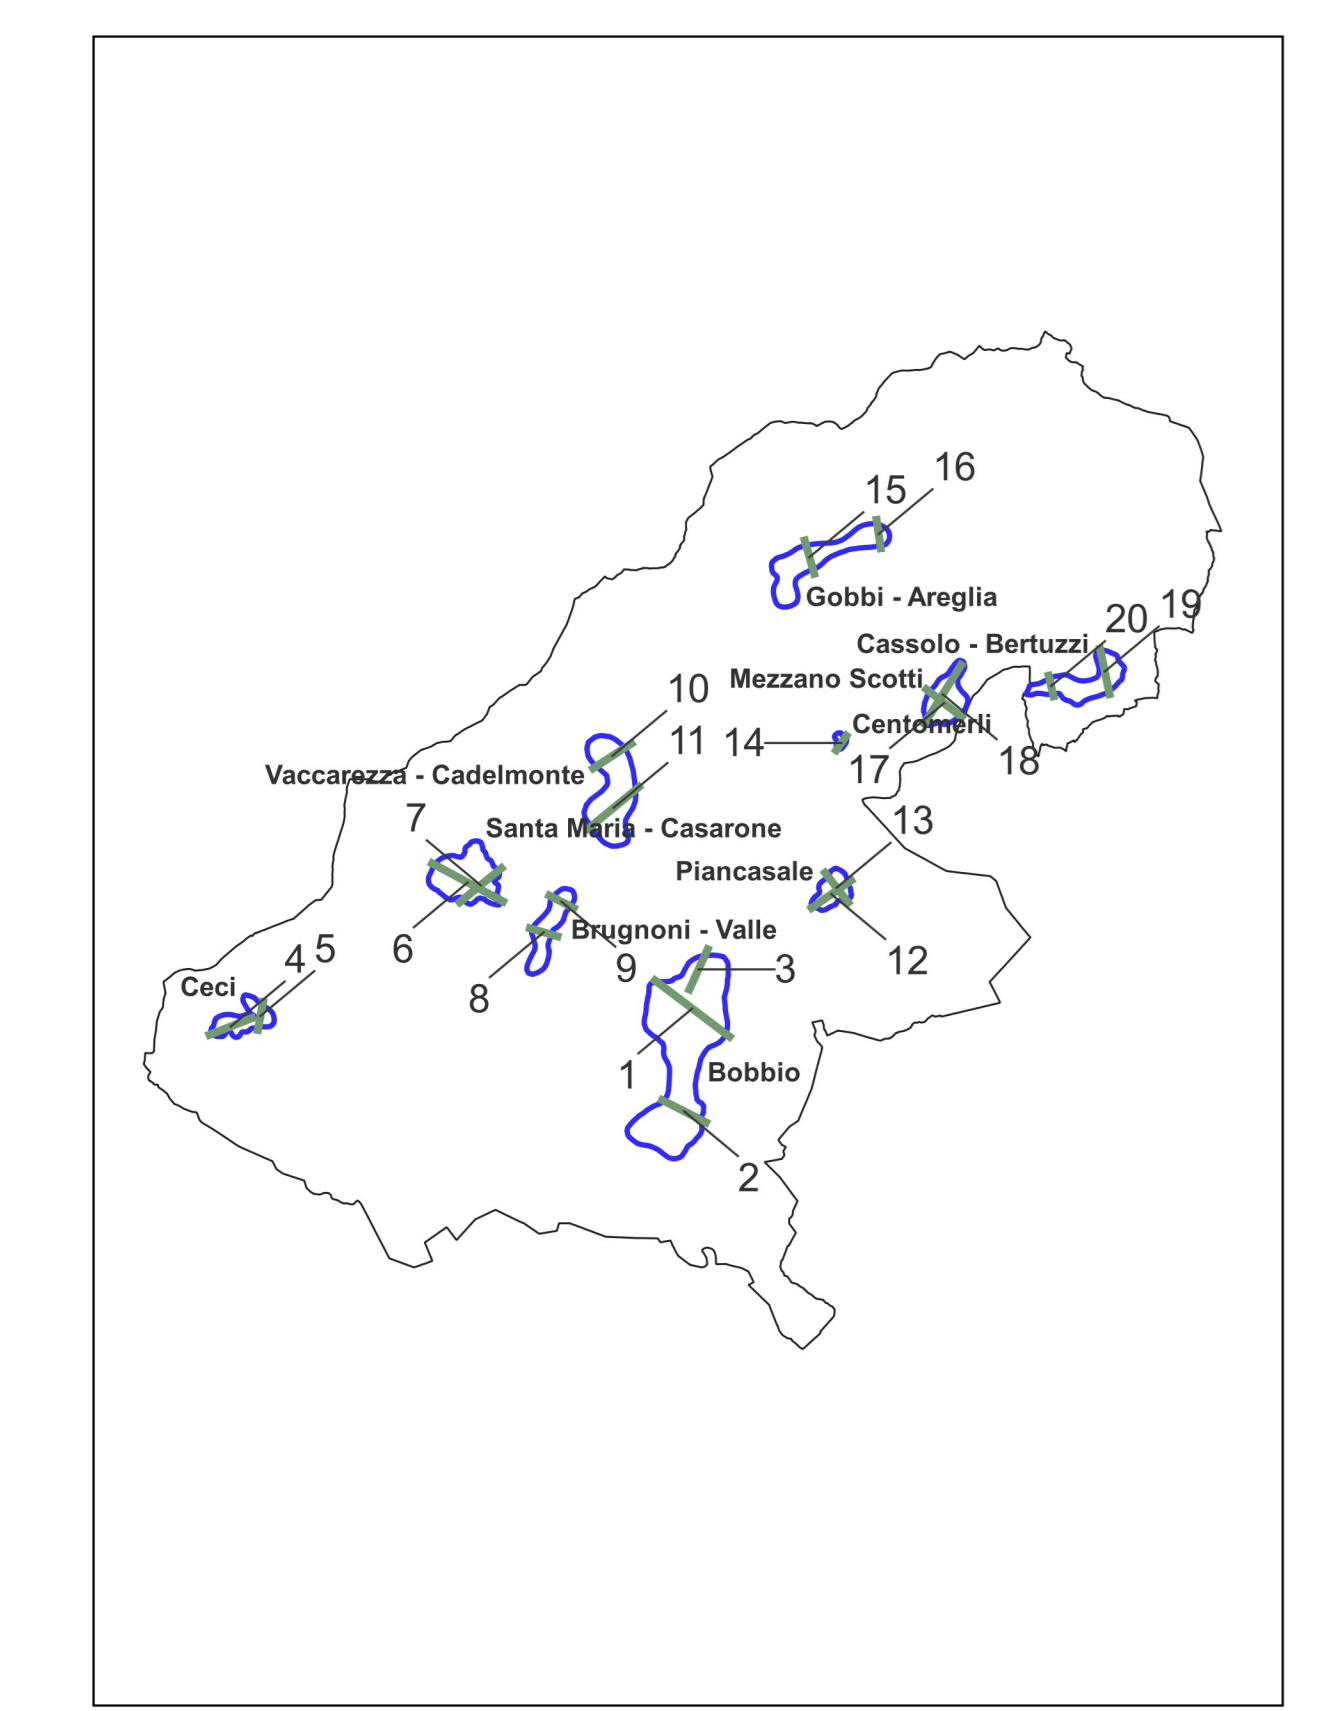 16
15
Gobbi - Areglia
19
20
Cassolo - Bertuzzi
Mezzano Scotti
10
Centomerli
11
14
18
17
Vaccarezza - Cadelmonte
7
13
Santa Maria - Casarone
Piancasale
Brugnoni - Valle
6
5
4
12
9
3
Ceci
8
1
Bobbio
2